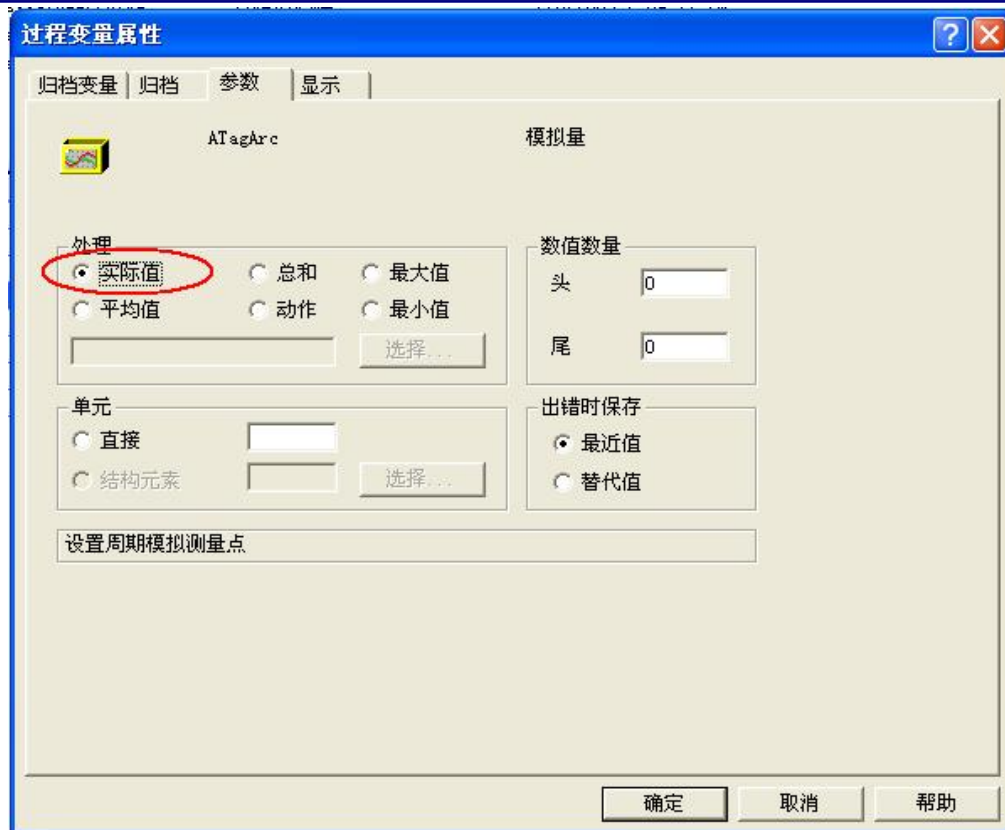 过程变量属性
归档变量 归档 参数 显示
ATagArc 模拟量
处理
实际值 总和 最大值
平均值 动作 最小值
选择...
数值数量
头 0
尾 0
单元
直接
结构元素 选择...
出错时保存
最近值
替代值
设置周期模拟测量点
确定 取消 帮助